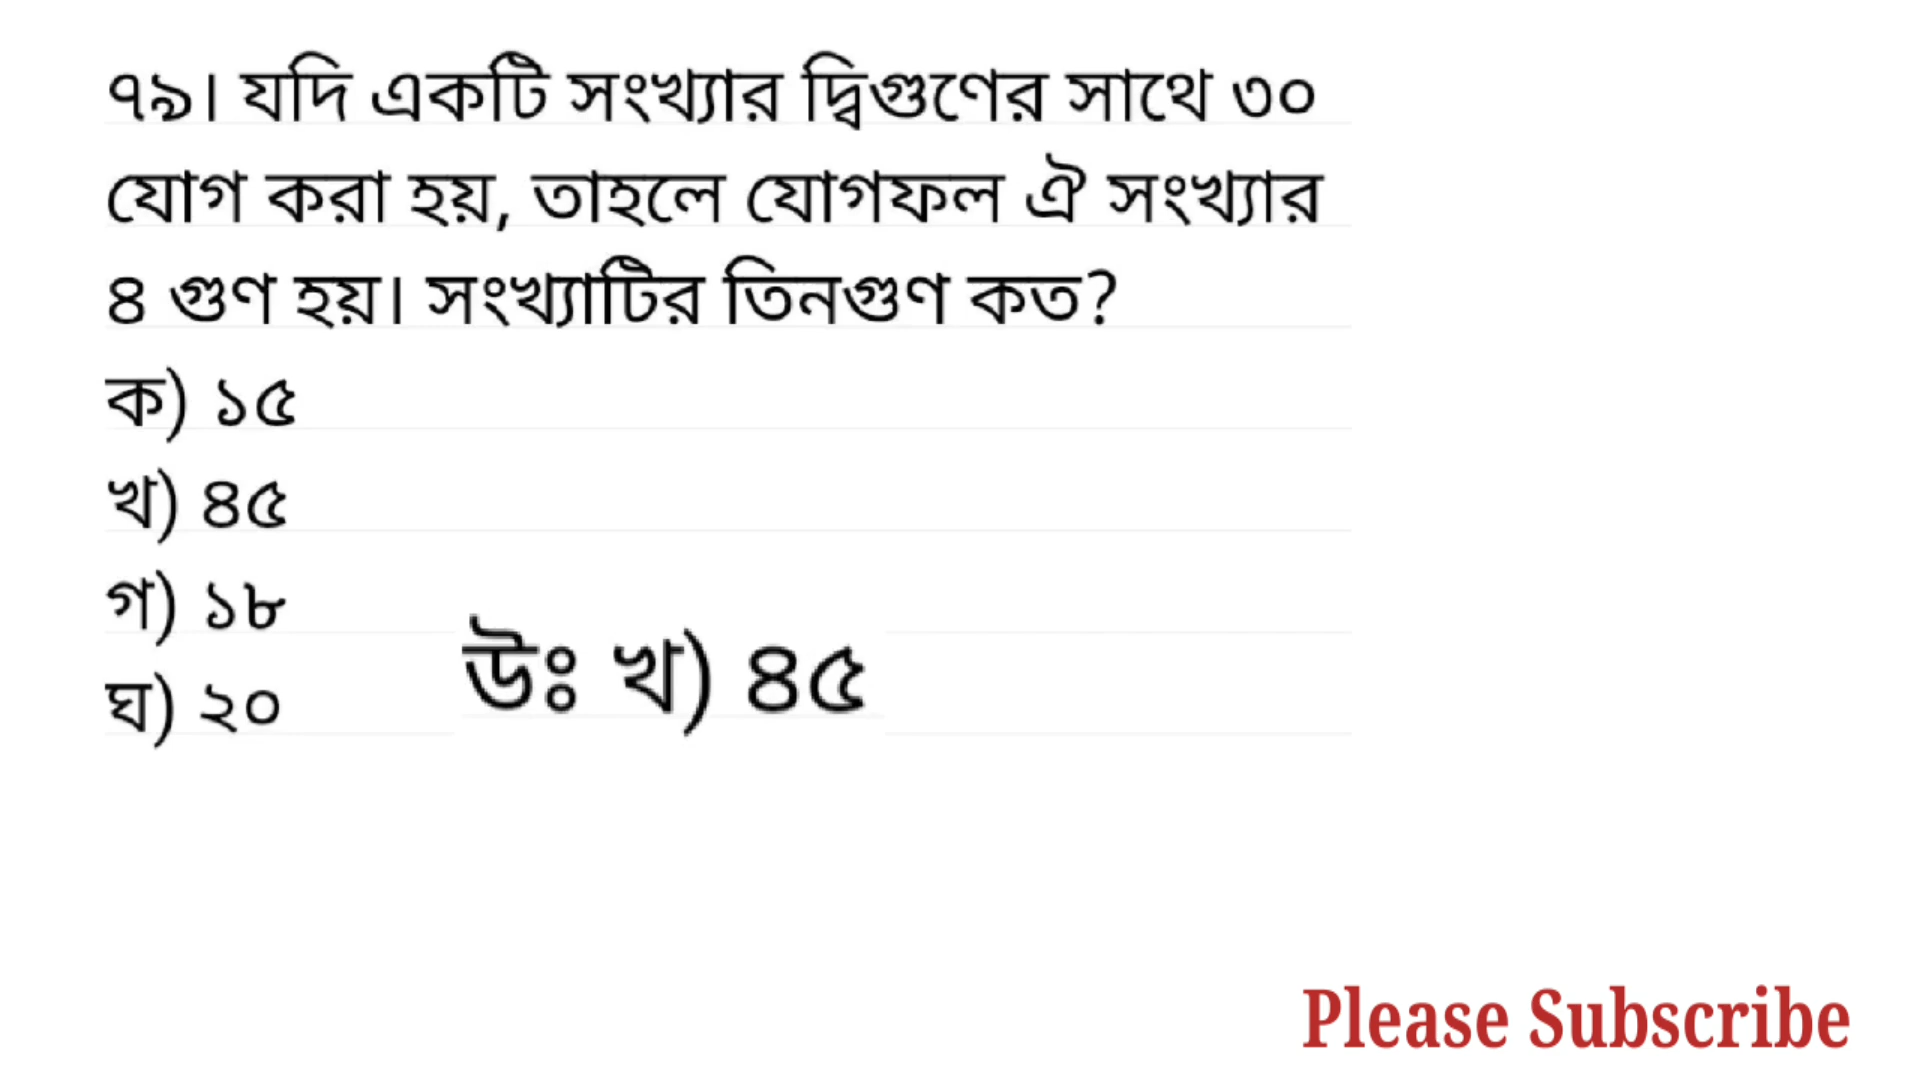 ৭৯। যদি একটি সংখ্যার দ্বিগুণের সাথে ৩০
যোগ করা হয়, তাহলে যোগফল ঐ সংখ্যার
৪ গুণ হয়। সংখ্যাটির তিনগুণ কত?
ক) ১৫
খ) ৪৫
গ) ১৮
ঘ) ২০
উঃ খ) ৪৫
Please Subscribe